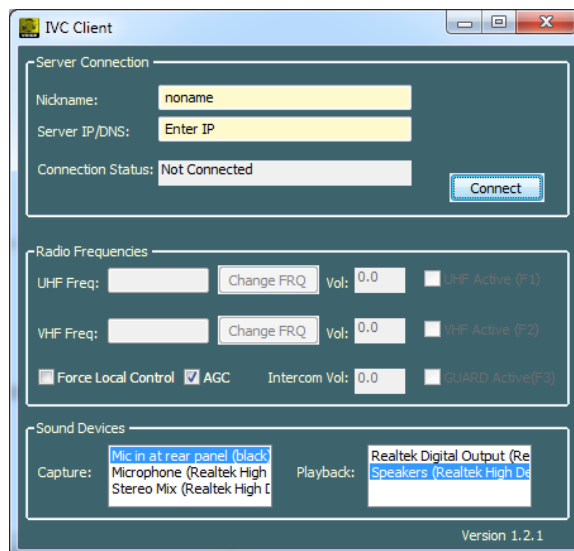 IVC Client
Server Connection
Nickname: noname
Server IP/DNS: Enter IP
Connection Status: Not Connected
Connect
Radio Frequencies
UHF Freq: Change FRQ Vol: 0.0 UHF Active (F1)
VHF Freq: Change FRQ Vol: 0.0 VHF Active (F2)
Force Local Control AGC Intercom Vol: 0.0 GUARD Active(F3)
Sound Devices
Capture: Mic in at rear panel (black)
Microphone (Realtek High
Stereo Mix (Realtek High D
Playback: Realtek Digital Output (Re
Speakers (Realtek High De
Version 1.2.1